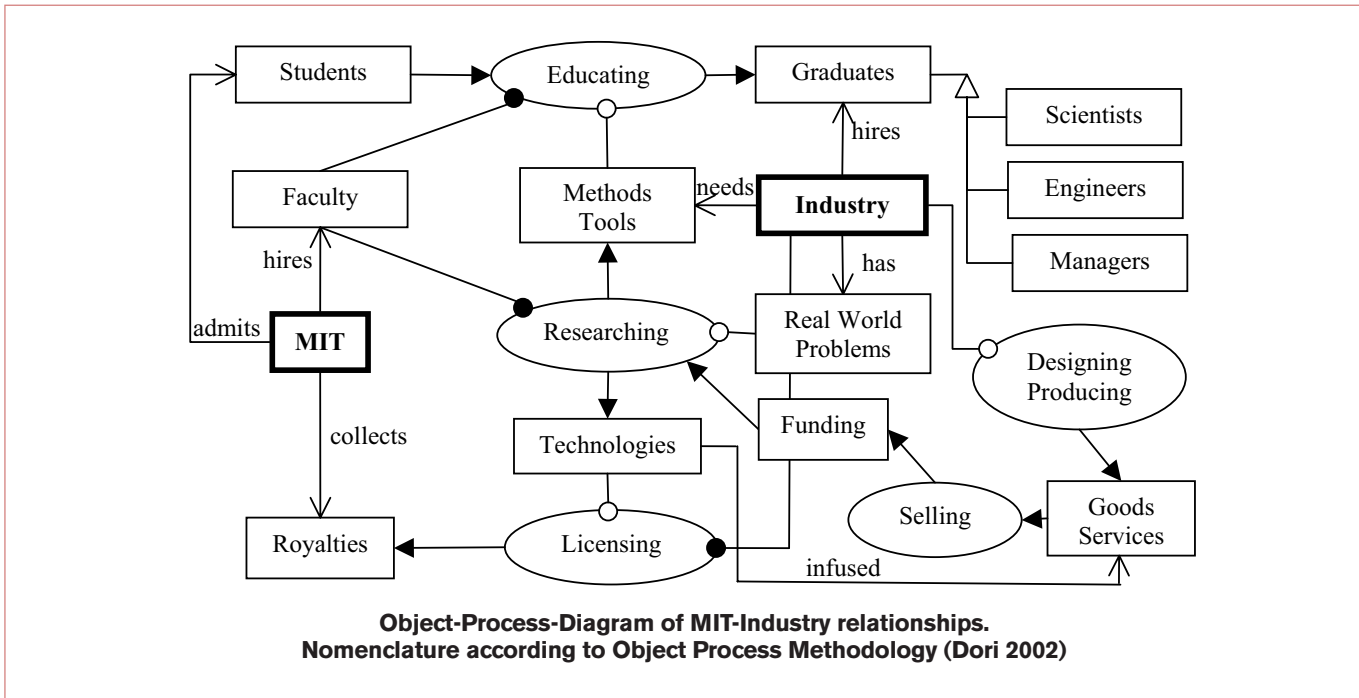 Students
Educating
Graduates
hires
Scientists
Faculty
Methods
Tools
needs
Industry
Engineers
hires
has
Managers
admits
MIT
Researching
Real World
Problems
Designing
Producing
collects
Technologies
Funding
Royalties
Licensing
Selling
Goods
Services
infused
Object-Process-Diagram of MIT-Industry relationships.
Nomenclature according to Object Process Methodology (Dori 2002)